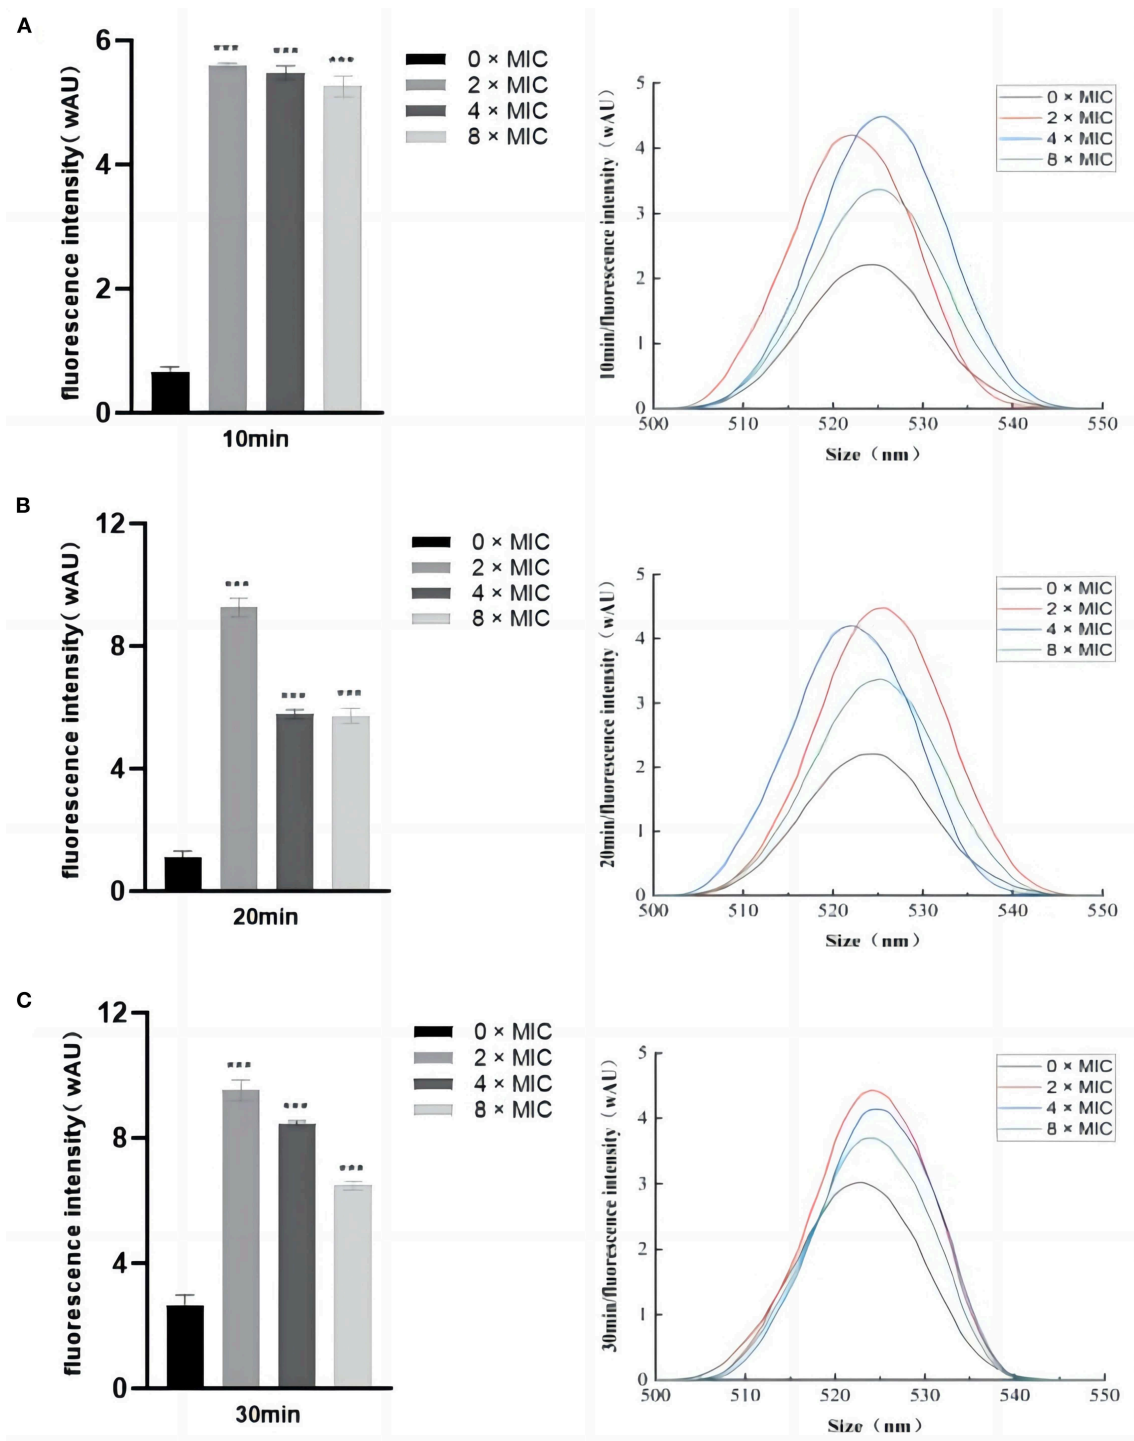 A
fluorescence intensity(wAU)
6
4
2
0
***
***
***
10min
0 × MIC
2 × MIC
4 × MIC
8 × MIC
10min/fluorescence intensity（wAU）
5
4
3
2
1
0
500 510 520 530 540 550
Size（nm）
0 × MIC
2 × MIC
4 × MIC
8 × MIC
B
fluorescence intensity(wAU)
12
8
4
0
***
***
***
20min
0 × MIC
2 × MIC
4 × MIC
8 × MIC
20min/fluorescence intensity（wAU）
5
4
3
2
1
0
500 510 520 530 540 550
Size（nm）
0 × MIC
2 × MIC
4 × MIC
8 × MIC
C
fluorescence intensity(wAU)
12
8
4
0
***
***
***
30min
0 × MIC
2 × MIC
4 × MIC
8 × MIC
30min/fluorescence intensity（wAU）
5
4
3
2
1
0
500 510 520 530 540 550
Size（nm）
0 × MIC
2 × MIC
4 × MIC
8 × MIC